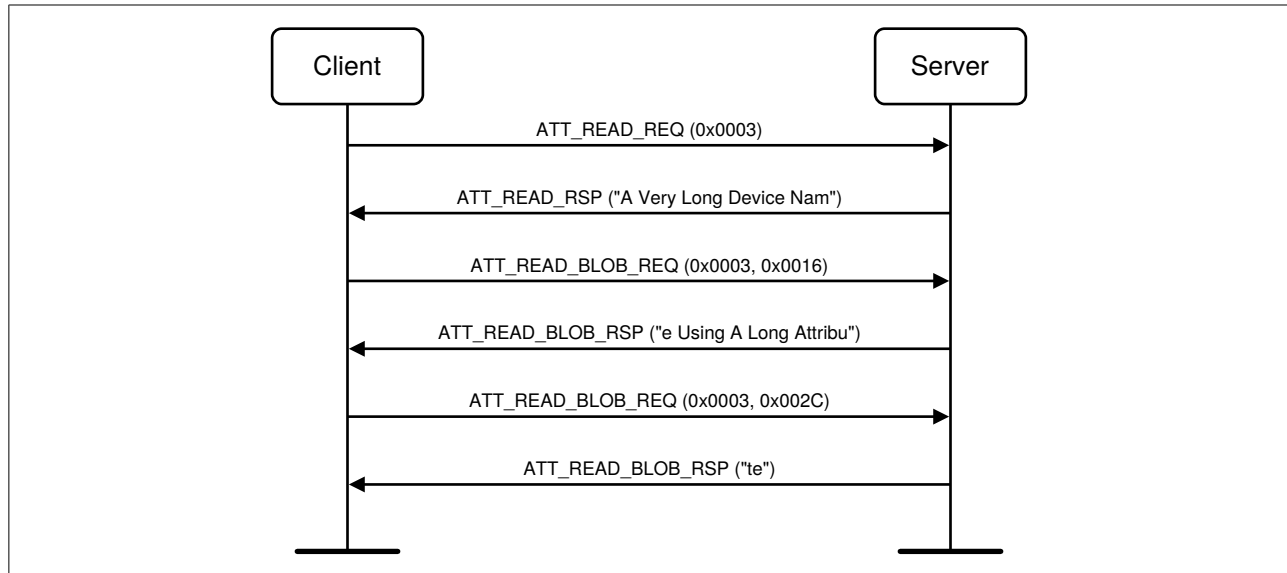 Client
Server
ATT_READ_REQ (0x0003)
ATT_READ_RSP ("A Very Long Device Nam")
ATT_READ_BLOB_REQ (0x0003, 0x0016)
ATT_READ_BLOB_RSP ("e Using A Long Attribu")
ATT_READ_BLOB_REQ (0x0003, 0x002C)
ATT_READ_BLOB_RSP ("te")